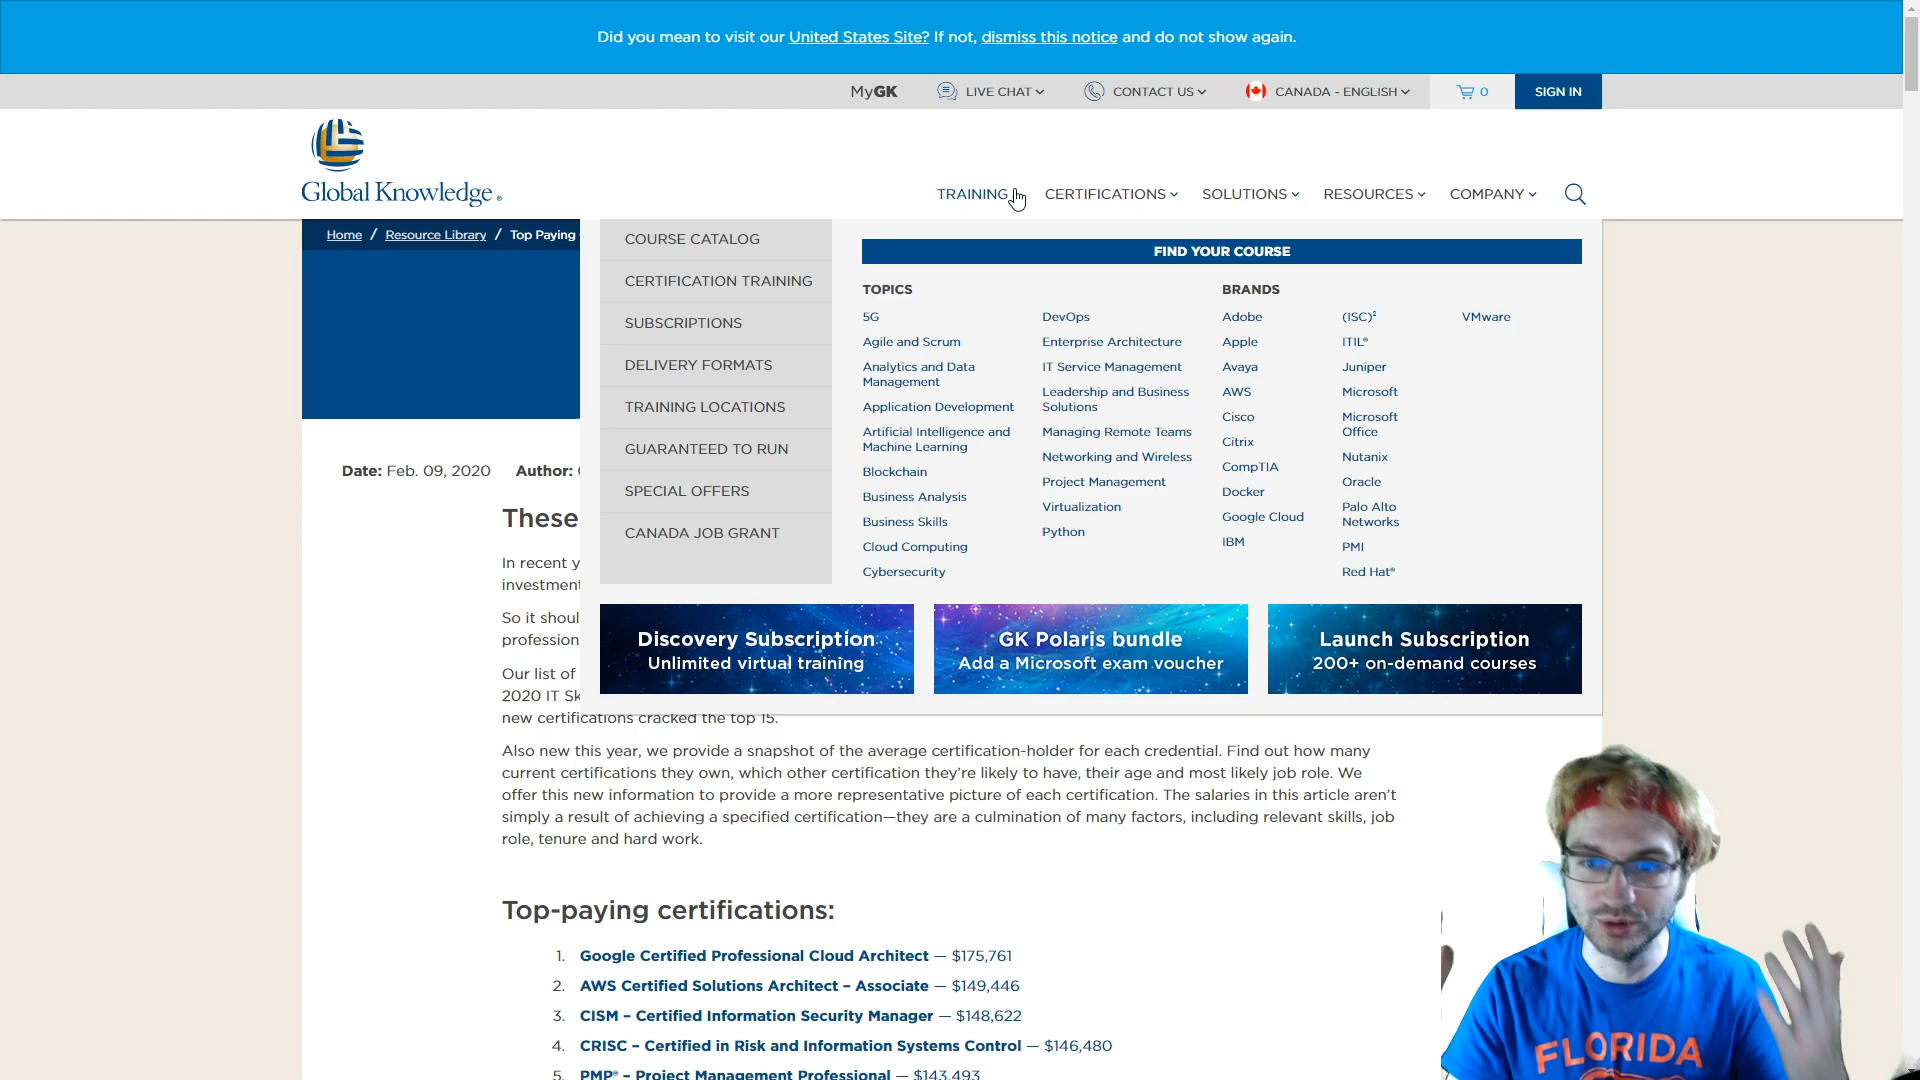 Did you mean to visit our United States Site? If not, dismiss this notice and do not show again.
MyGK
LIVE CHAT
CONTACT US
CANADA - ENGLISH
0
SIGN IN
Global Knowledge®
TRAINING
CERTIFICATIONS
SOLUTIONS
RESOURCES
COMPANY
Home / Resource Library / Top Paying
COURSE CATALOG
CERTIFICATION TRAINING
SUBSCRIPTIONS
DELIVERY FORMATS
TRAINING LOCATIONS
GUARANTEED TO RUN
SPECIAL OFFERS
CANADA JOB GRANT
FIND YOUR COURSE
TOPICS
5G
Agile and Scrum
Analytics and Data
Management
Application Development
Artificial Intelligence and
Machine Learning
Blockchain
Business Analysis
Business Skills
Cloud Computing
Cybersecurity
DevOps
Enterprise Architecture
IT Service Management
Leadership and Business
Solutions
Managing Remote Teams
Networking and Wireless
Project Management
Virtualization
Python
BRANDS
Adobe
Apple
Avaya
AWS
Cisco
Citrix
CompTIA
Docker
Google Cloud
IBM
(ISC)²
ITIL®
Juniper
Microsoft
Microsoft
Office
Nutanix
Oracle
Palo Alto
Networks
PMI
Red Hat®
VMware
Discovery Subscription
Unlimited virtual training
GK Polaris bundle
Add a Microsoft exam voucher
Launch Subscription
200+ on-demand courses
Date: Feb. 09, 2020 Author:
These
In recent
investment
So it
profession
Our list of
2020 IT
new certifications cracked the top 15.
Also new this year, we provide a snapshot of the average certification-holder for each credential. Find out how many
current certifications they own, which other certification they're likely to have, their age and most likely job role. We
offer this new information to provide a more representative picture of each certification. The salaries in this article aren't
simply a result of achieving a specified certification—they are a culmination of many factors, including relevant skills, job
role, tenure and hard work.
Top-paying certifications:
1. Google Certified Professional Cloud Architect — $175,761
2. AWS Certified Solutions Architect – Associate — $149,446
3. CISM – Certified Information Security Manager — $148,622
4. CRISC – Certified in Risk and Information Systems Control — $146,480
5. PMP® – Project Management Professional — $143,493
FLORIDA